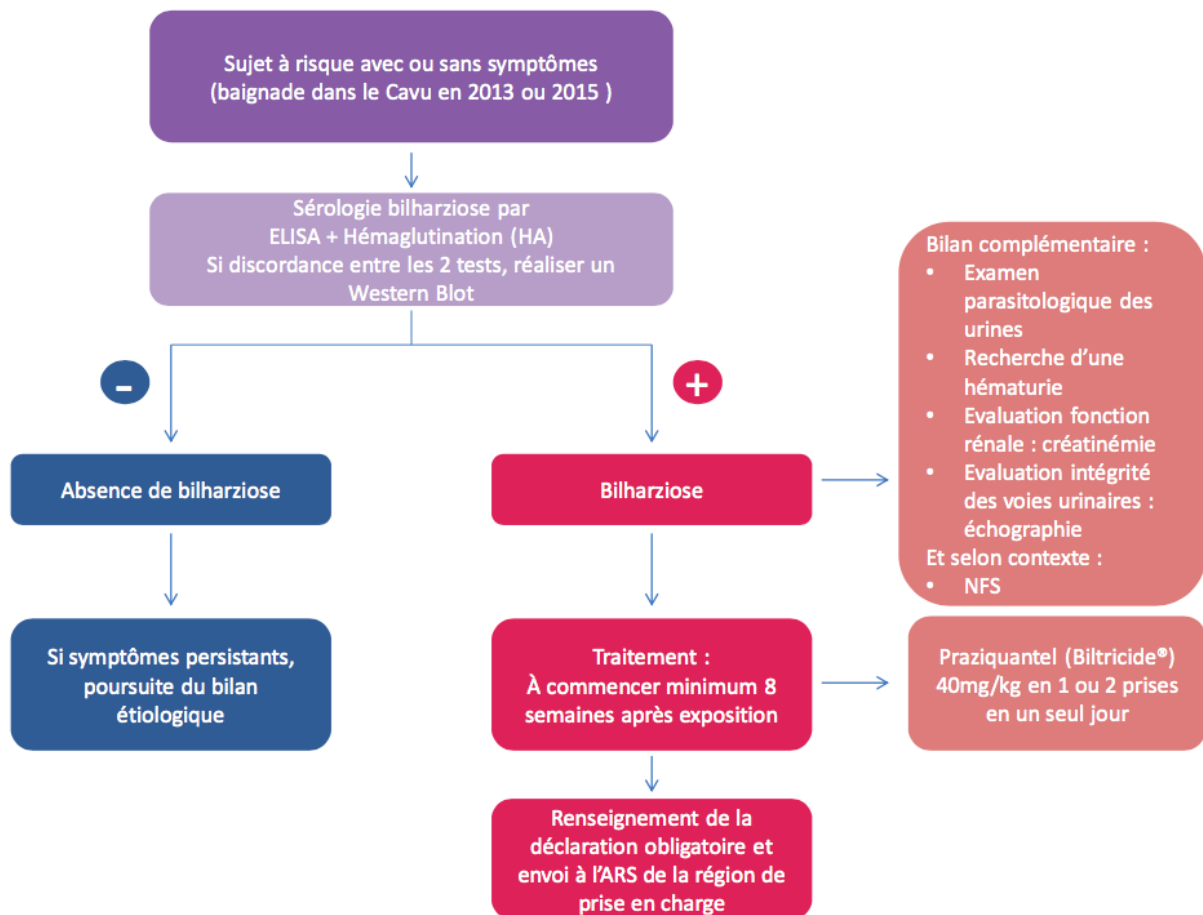 Sujet à risque avec ou sans symptômes
(baignade dans le Cavu en 2013 ou 2015 )
Sérologie bilharziose par
ELISA + Hémaglutination (HA)
Si discordance entre les 2 tests, réaliser un
Western Blot
-
+
Absence de bilharziose
Bilharziose
Bilan complémentaire :
• Examen
parasitologique des
urines
• Recherche d’une
hématurie
• Evaluation fonction
rénale : créatinémie
• Evaluation intégrité
des voies urinaires :
échographie
Et selon contexte :
• NFS
Si symptômes persistants,
poursuite du bilan
étiologique
Traitement :
À commencer minimum 8
semaines après exposition
Praziquantel (Biltricide®)
40mg/kg en 1 ou 2 prises
en un seul jour
Renseignement de la
déclaration obligatoire et
envoi à l’ARS de la région de
prise en charge